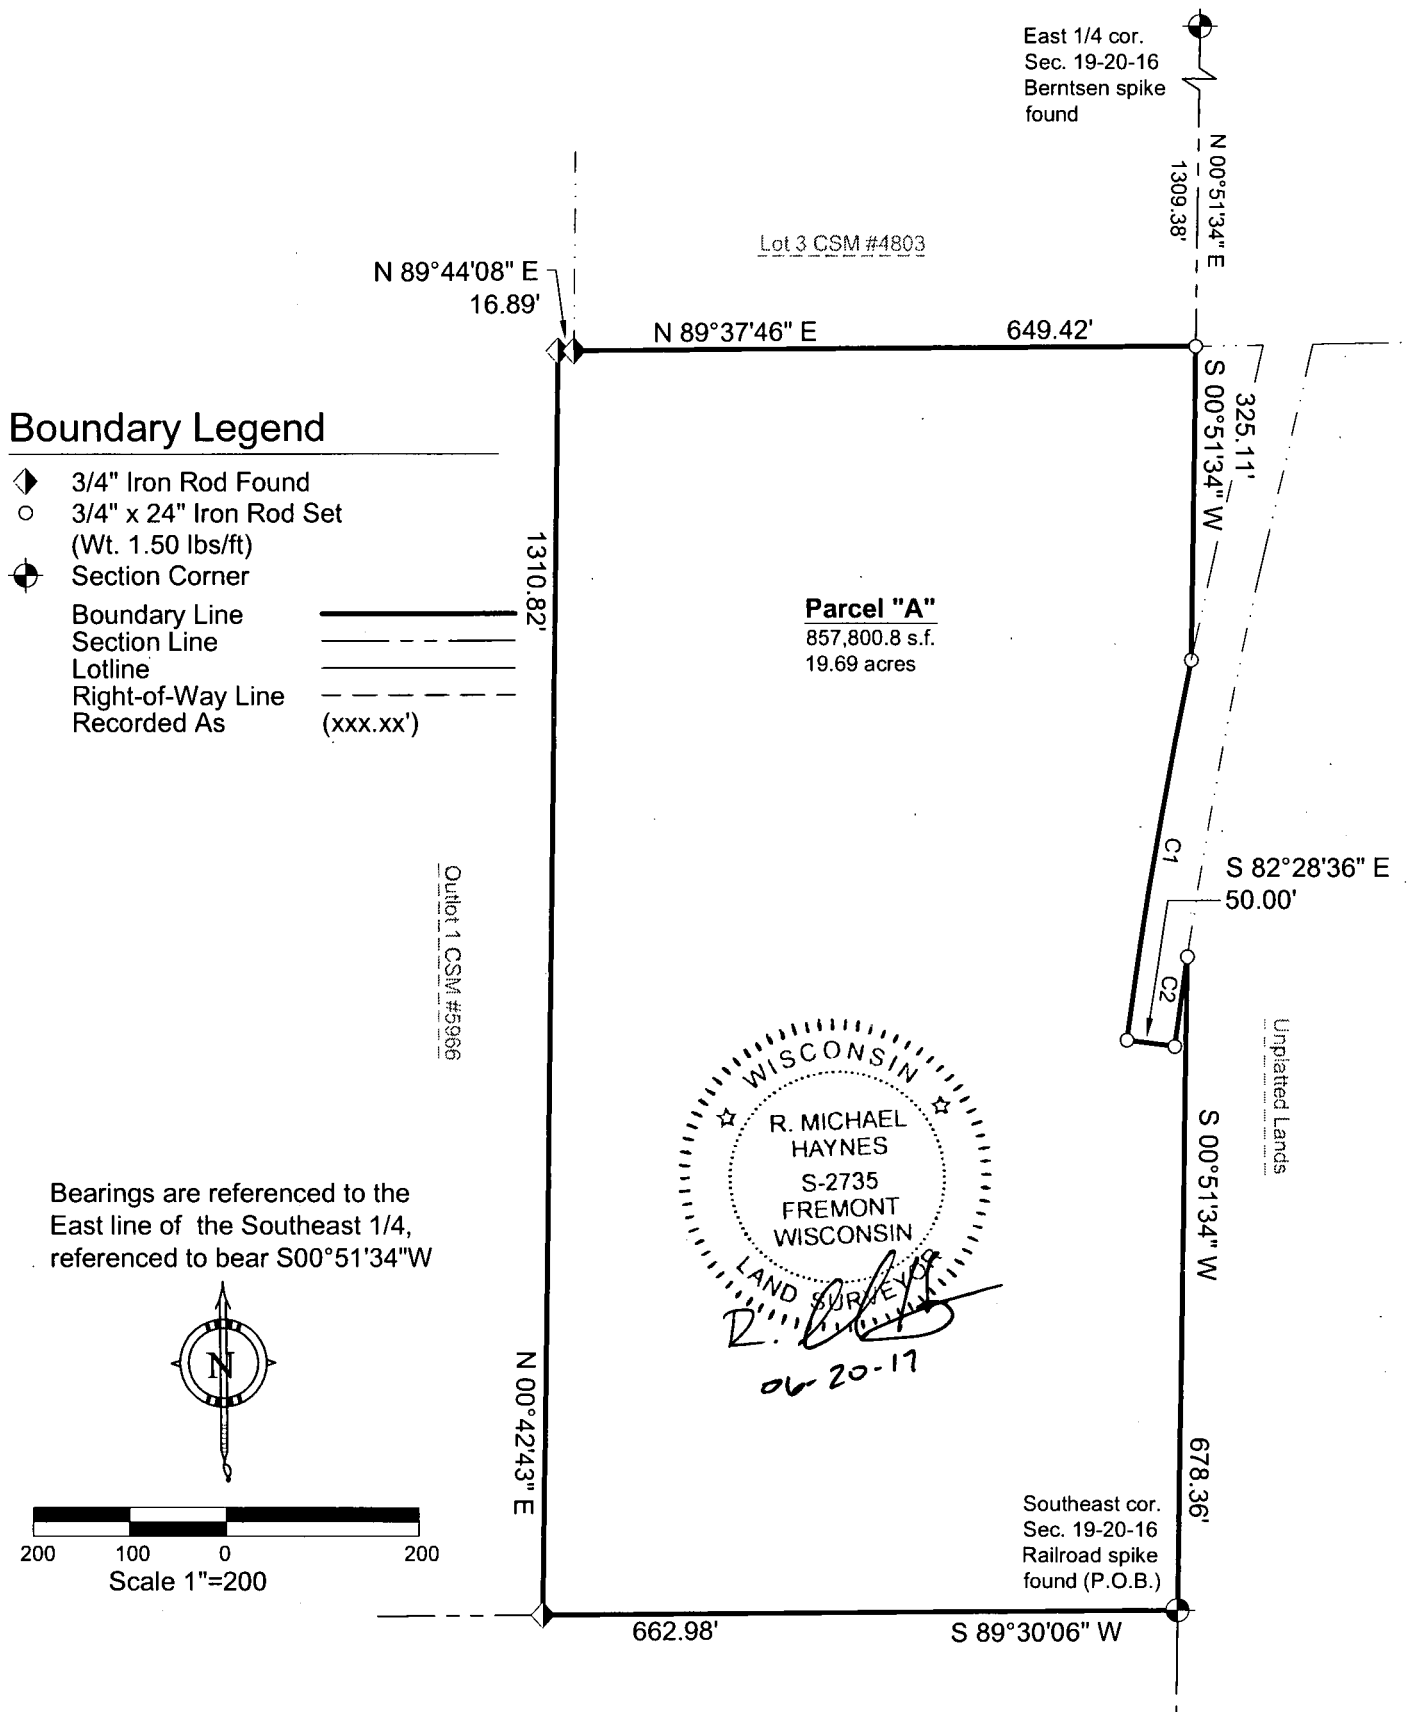 East 1/4 cor.
Sec. 19-20-16
Berntsen spike
found
N 00°51'34" E
1309.38'
Lot 3 CSM #4803
N 89°44'08" E
16.89'
N 89°37'46" E
649.42'
S 00°51'34" W
325.11'
Boundary Legend
3/4" Iron Rod Found
3/4" x 24" Iron Rod Set
(Wt. 1.50 lbs/ft)
Section Corner
Boundary Line
Section Line
Lotline
Right-of-Way Line
Recorded As (xxx.xx')
1310.82'
Parcel "A"
857,800.8 s.f.
19.69 acres
C1
S 82°28'36" E
50.00'
C2
Outlot 1 CSM #5966
Unplatted Lands
WISCONSIN
R. MICHAEL
HAYNES
S-2735
FREMONT
WISCONSIN
LAND SURVEYOR
R.
06-20-17
S 00°51'34" W
Bearings are referenced to the
East line of the Southeast 1/4,
referenced to bear S00°51'34"W
N
N 00°42'43" E
678.36'
200 100 0 200
Scale 1"=200
Southeast cor.
Sec. 19-20-16
Railroad spike
found (P.O.B.)
662.98'
S 89°30'06" W